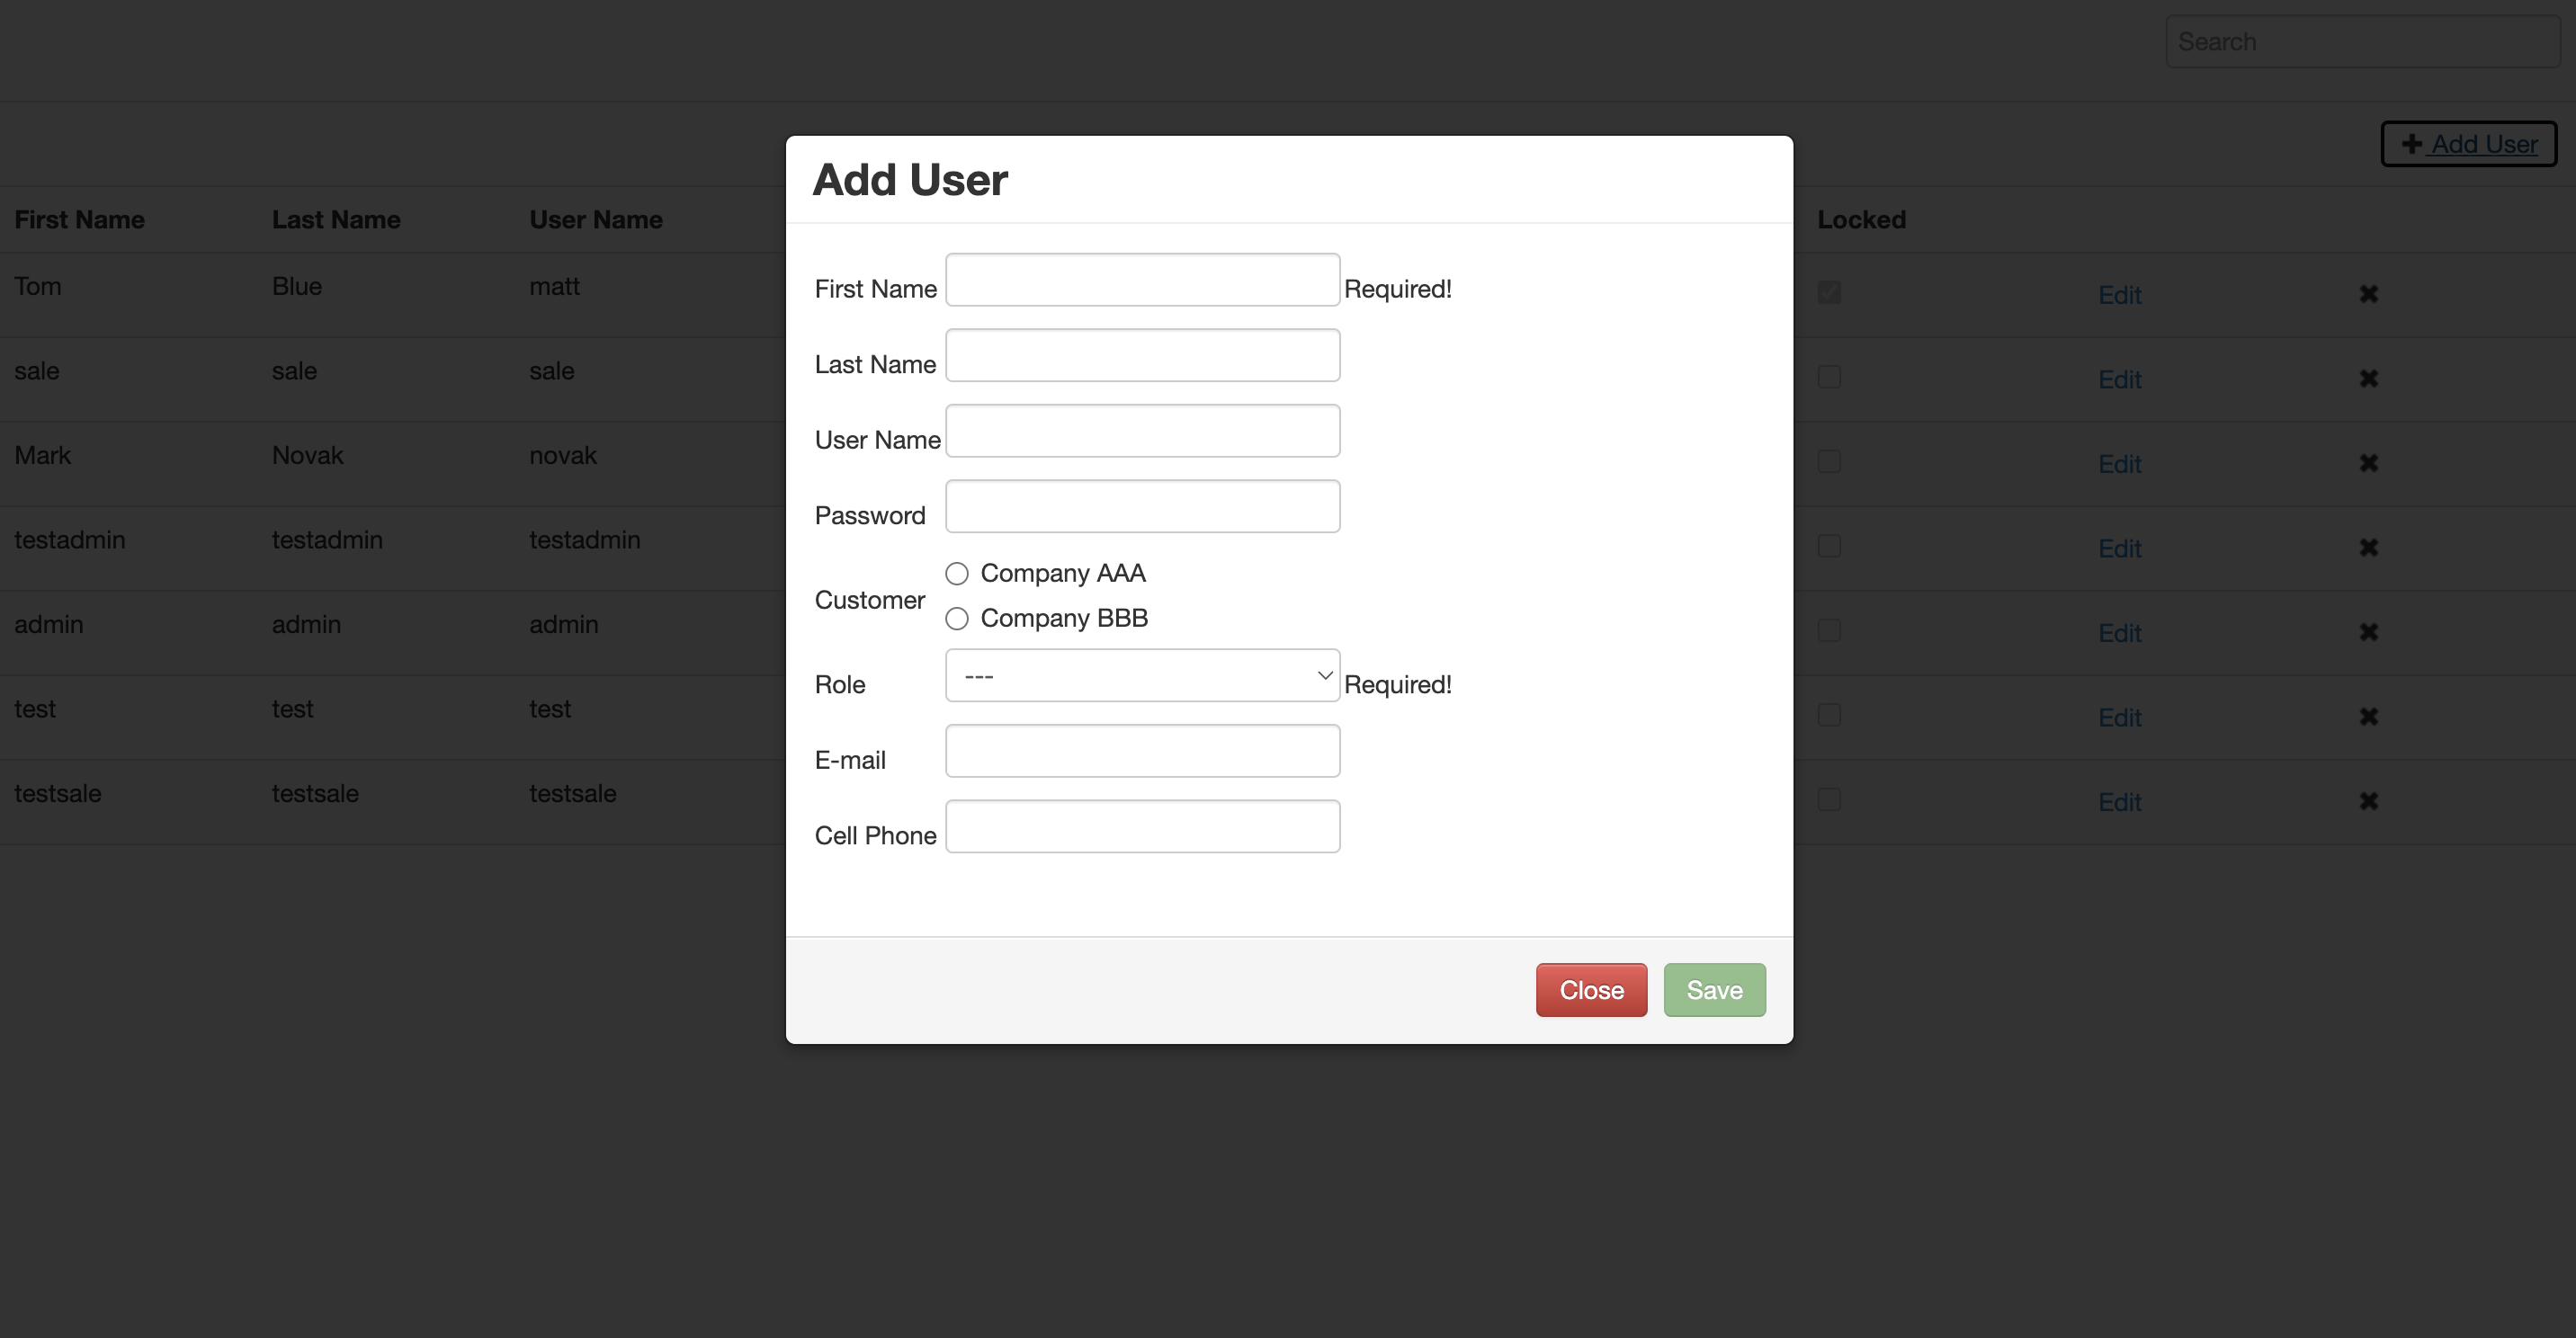 Search
Add User
First Name Last Name User Name Locked
Tom Blue matt Edit
sale sale sale Edit
Mark Novak novak Edit
testadmin testadmin testadmin Edit
admin admin admin Edit
test test test Edit
testsale testsale testsale Edit
Add User
First Name Required!
Last Name
User Name
Password
Customer
Company AAA
Company BBB
Role --- Required!
E-mail
Cell Phone
Close Save